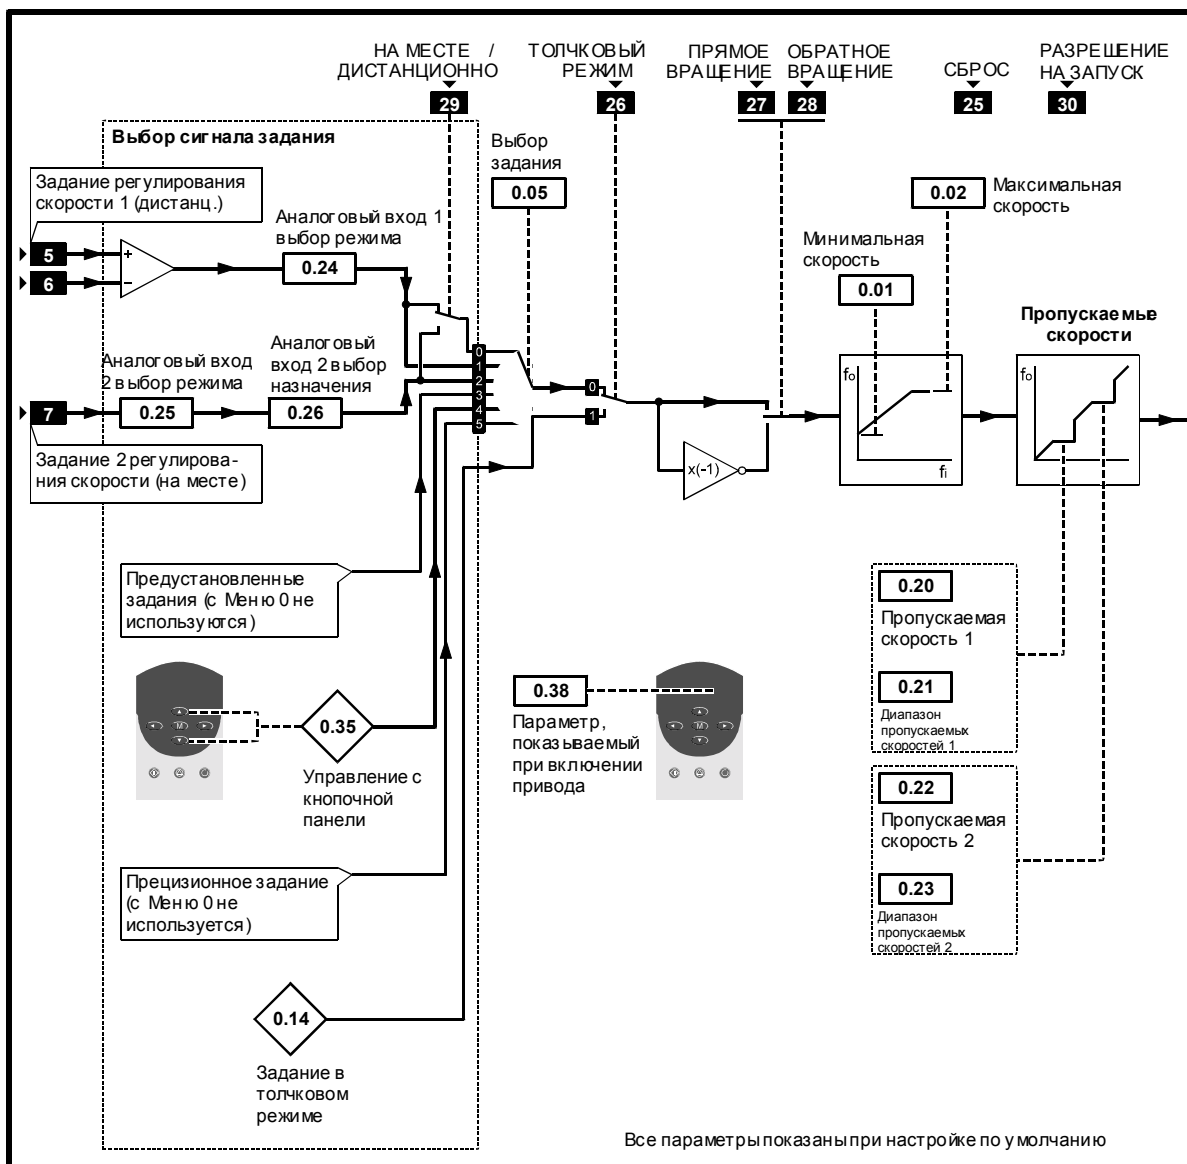 НА МЕСТЕ /
ДИСТАНЦИОННО
29
ТОЛЧКОВЫЙ
РЕЖИМ
26
ПРЯМОЕ
ВРАЩЕНИЕ
27
ОБРАТНОЕ
ВРАЩЕНИЕ
28
СБРОС
25
РАЗРЕШЕНИЕ
НА ЗАПУСК
30
Выбор сигнала задания
Задание регулирования
скорости 1 (дистанц.)
5
6
+
−
Аналоговый вход 1
выбор режима
0.24
Выбор
задания
0.05
0.02
Максимальная
скорость
Минимальная
скорость
0.01
Пропускаемые
скорости
fo
fi
fo
Аналоговый вход
2 выбор режима
0.25
Аналоговый
вход 2 выбор
назначения
0.26
7
Задание 2 регулирова-
ния скорости (на месте)
0
1
2
3
4
5
0
1
x(-1)
Предустановленные
задания (с Меню 0 не
используются)
M
0.35
Управление с
кнопочной
панели
0.38
Параметр,
показываемый
при включении
привода
M
0.20
Пропускаемая
скорость 1
0.21
Диапазон
пропускаемых
скоростей 1
0.22
Пропускаемая
скорость 2
0.23
Диапазон
пропускаемых
скоростей 2
Прецизионное задание
(с Меню 0 не
используется)
0.14
Задание в
толчковом
режиме
Все параметры показаны при настройке по умолчанию